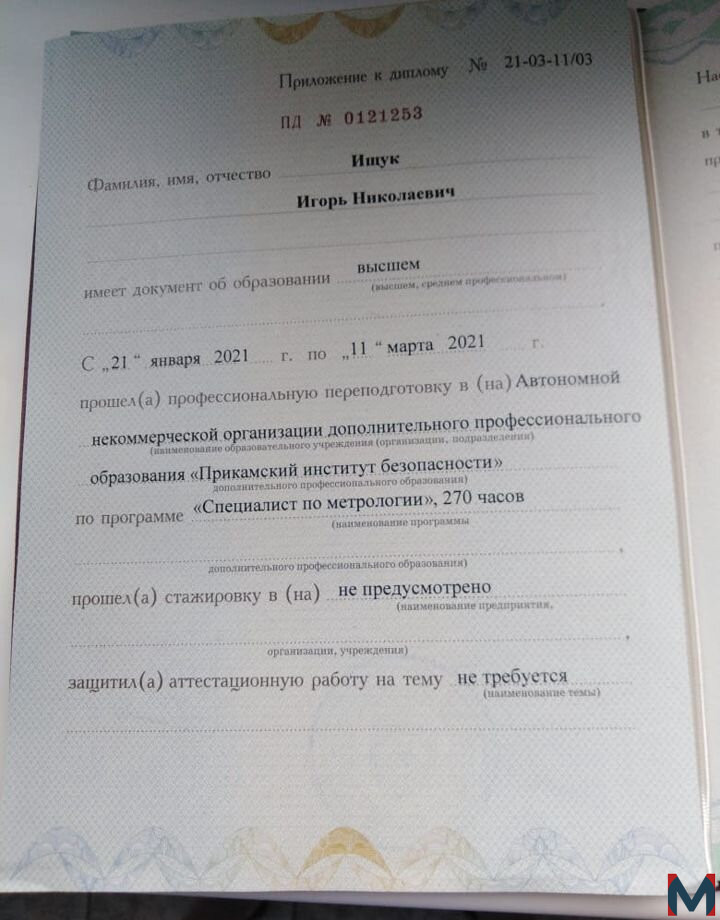 Приложение к диплому № 21-03-11/03
ПД № 0121253
Фамилия, имя, отчество Ищук
Игорь Николаевич
имеет документ об образовании высшем
(высшем, среднем профессиональном)
С „21“ января 2021 г. по „11“ марта 2021 г.
прошел(а) профессиональную переподготовку в (на) Автономной
некоммерческой организации дополнительного профессионального
(наименование образовательного учреждения (организации, подразделения)
образования «Прикамский институт безопасности»
дополнительного профессионального образования)
по программе «Специалист по метрологии», 270 часов
(наименование программы
дополнительного профессионального образования)
прошел(а) стажировку в (на) не предусмотрено
(наименование предприятия,
организации, учреждения)
защитил(а) аттестационную работу на тему не требуется
(наименование темы)
М